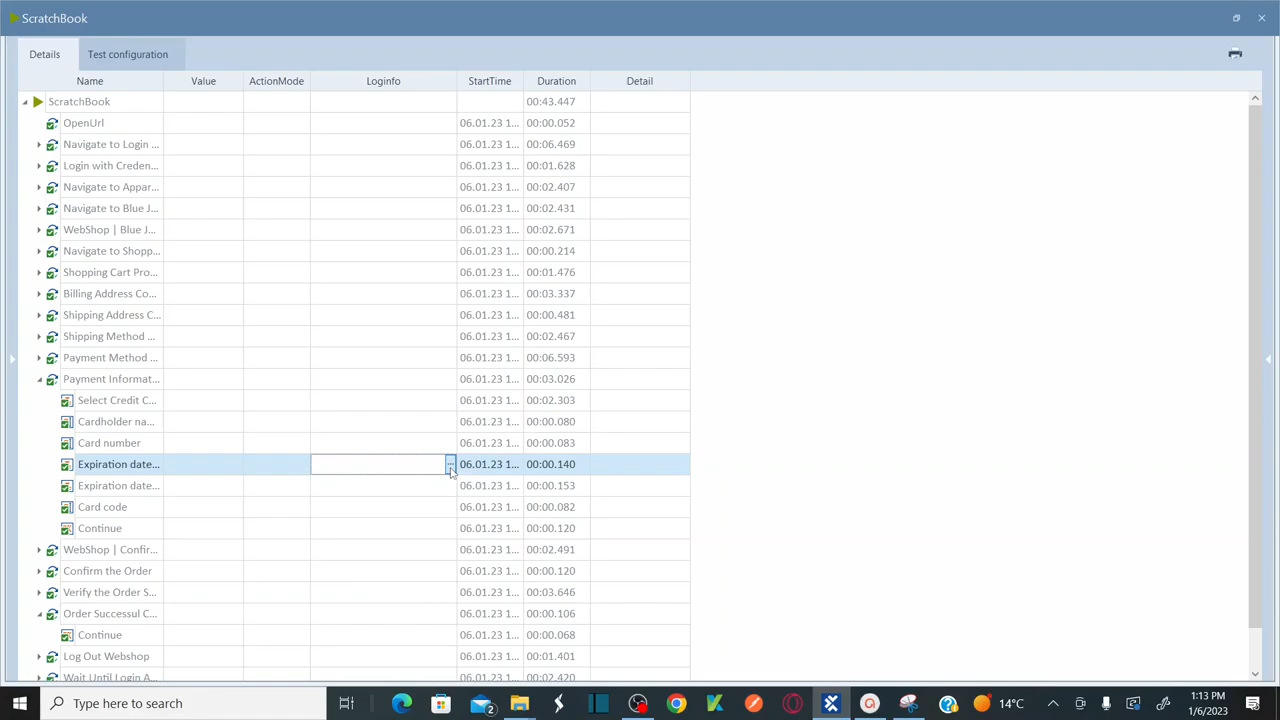 ScratchBook
Details Test configuration
Name Value ActionMode Loginfo StartTime Duration Detail
ScratchBook 00:43.447
OpenUrl 06.01.23 1... 00:00.052
Navigate to Login ... 06.01.23 1... 00:06.469
Login with Creden... 06.01.23 1... 00:01.628
Navigate to Appar... 06.01.23 1... 00:02.407
Navigate to Blue J... 06.01.23 1... 00:02.431
WebShop | Blue J... 06.01.23 1... 00:02.671
Navigate to Shopp... 06.01.23 1... 00:00.214
Shopping Cart Pro... 06.01.23 1... 00:01.476
Billing Address Co... 06.01.23 1... 00:03.337
Shipping Address C... 06.01.23 1... 00:00.481
Shipping Method ... 06.01.23 1... 00:02.467
Payment Method ... 06.01.23 1... 00:06.593
Payment Informat... 06.01.23 1... 00:03.026
Select Credit C... 06.01.23 1... 00:02.303
Cardholder na... 06.01.23 1... 00:00.080
Card number 06.01.23 1... 00:00.083
Expiration date... ... 06.01.23 1... 00:00.140
Expiration date... 06.01.23 1... 00:00.153
Card code 06.01.23 1... 00:00.082
Continue 06.01.23 1... 00:00.120
WebShop | Confir... 06.01.23 1... 00:02.491
Confirm the Order 06.01.23 1... 00:00.120
Verify the Order S... 06.01.23 1... 00:03.646
Order Successul C... 06.01.23 1... 00:00.106
Continue 06.01.23 1... 00:00.068
Log Out Webshop 06.01.23 1... 00:01.401
Wait Until Login A... 06.01.23 1... 00:00.120
Type here to search 2 14°C 1:13 PM
1/6/2023